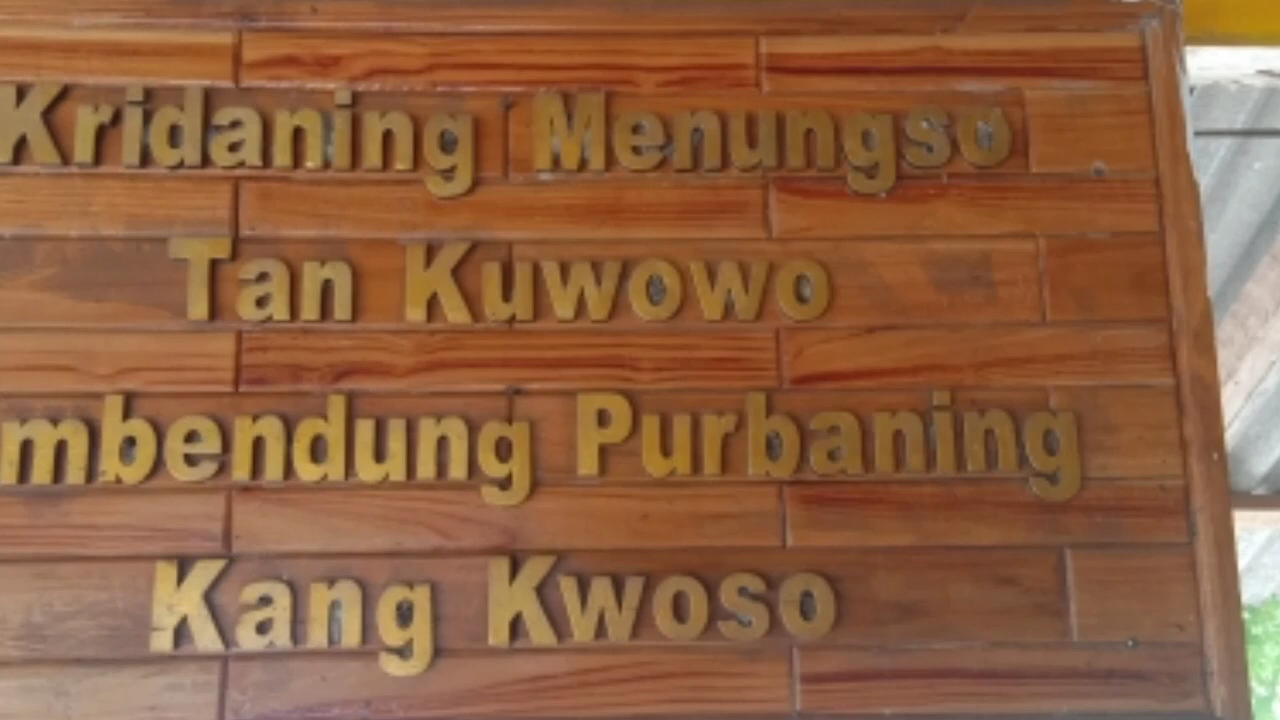 Kridaning Menungso
Tan Kuwowo
mbendung Purbaning
Kang Kwoso